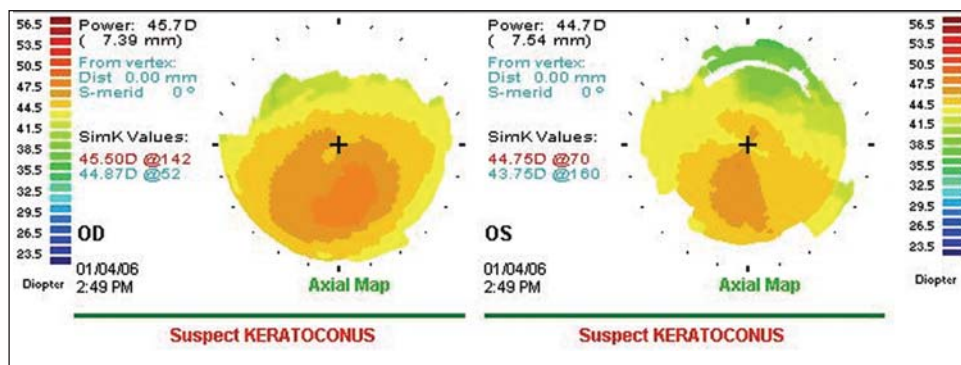 56.5
53.5
50.5
47.5
44.5
41.5
38.5
35.5
32.5
29.5
26.5
23.5
Diopter
Power: 45.7D
( 7.39 mm)
From vertex:
Dist 0.00 mm
S-merid 0 °
SimK Values:
45.50D @142
44.87D @52
OD
01/04/06
2:49 PM
Axial Map
Suspect KERATOCONUS
Power: 44.7D
( 7.54 mm)
From vertex:
Dist 0.00 mm
S-merid 0 °
SimK Values:
44.75D @70
43.75D @160
OS
01/04/06
2:49 PM
Axial Map
Suspect KERATOCONUS
56.5
53.5
50.5
47.5
44.5
41.5
38.5
35.5
32.5
29.5
26.5
23.5
Diopter